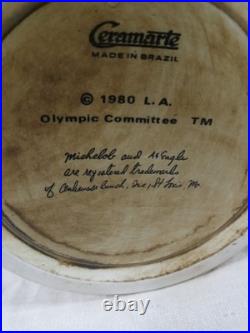 Ceramarte
MADE IN BRAZIL
© 1980 L.A.
Olympic Committee TM
Michelob and A Eagle
are registered trademarks
of Anheuser Busch, Inc, St Louis, Mo